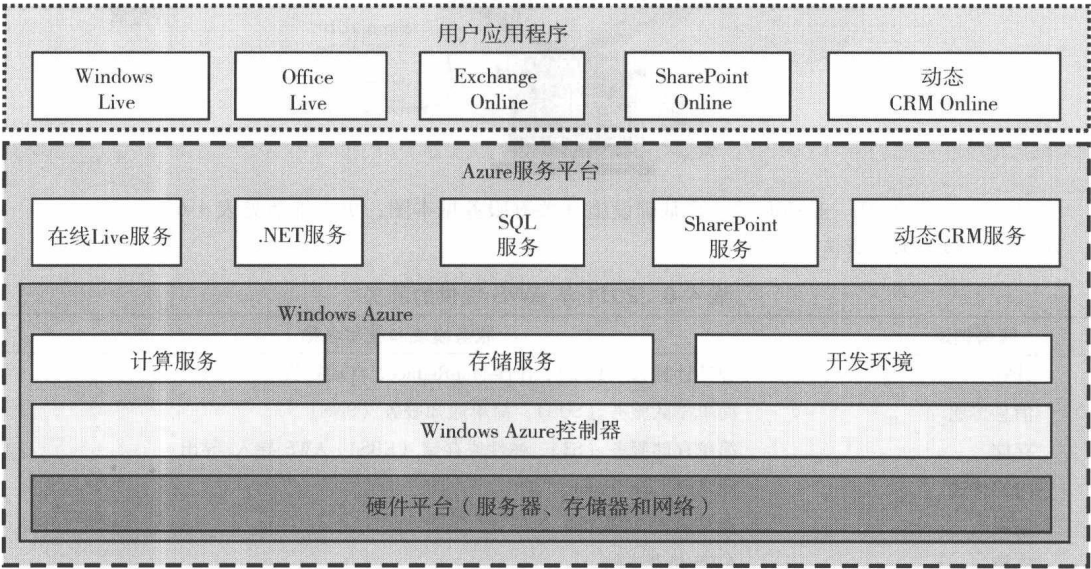 用户应用程序
Windows
Live
Office
Live
Exchange
Online
SharePoint
Online
动态
CRM Online
Azure服务平台
在线Live服务
.NET服务
SQL
服务
SharePoint
服务
动态CRM服务
Windows Azure
计算服务
存储服务
开发环境
Windows Azure控制器
硬件平台（服务器、存储器和网络）